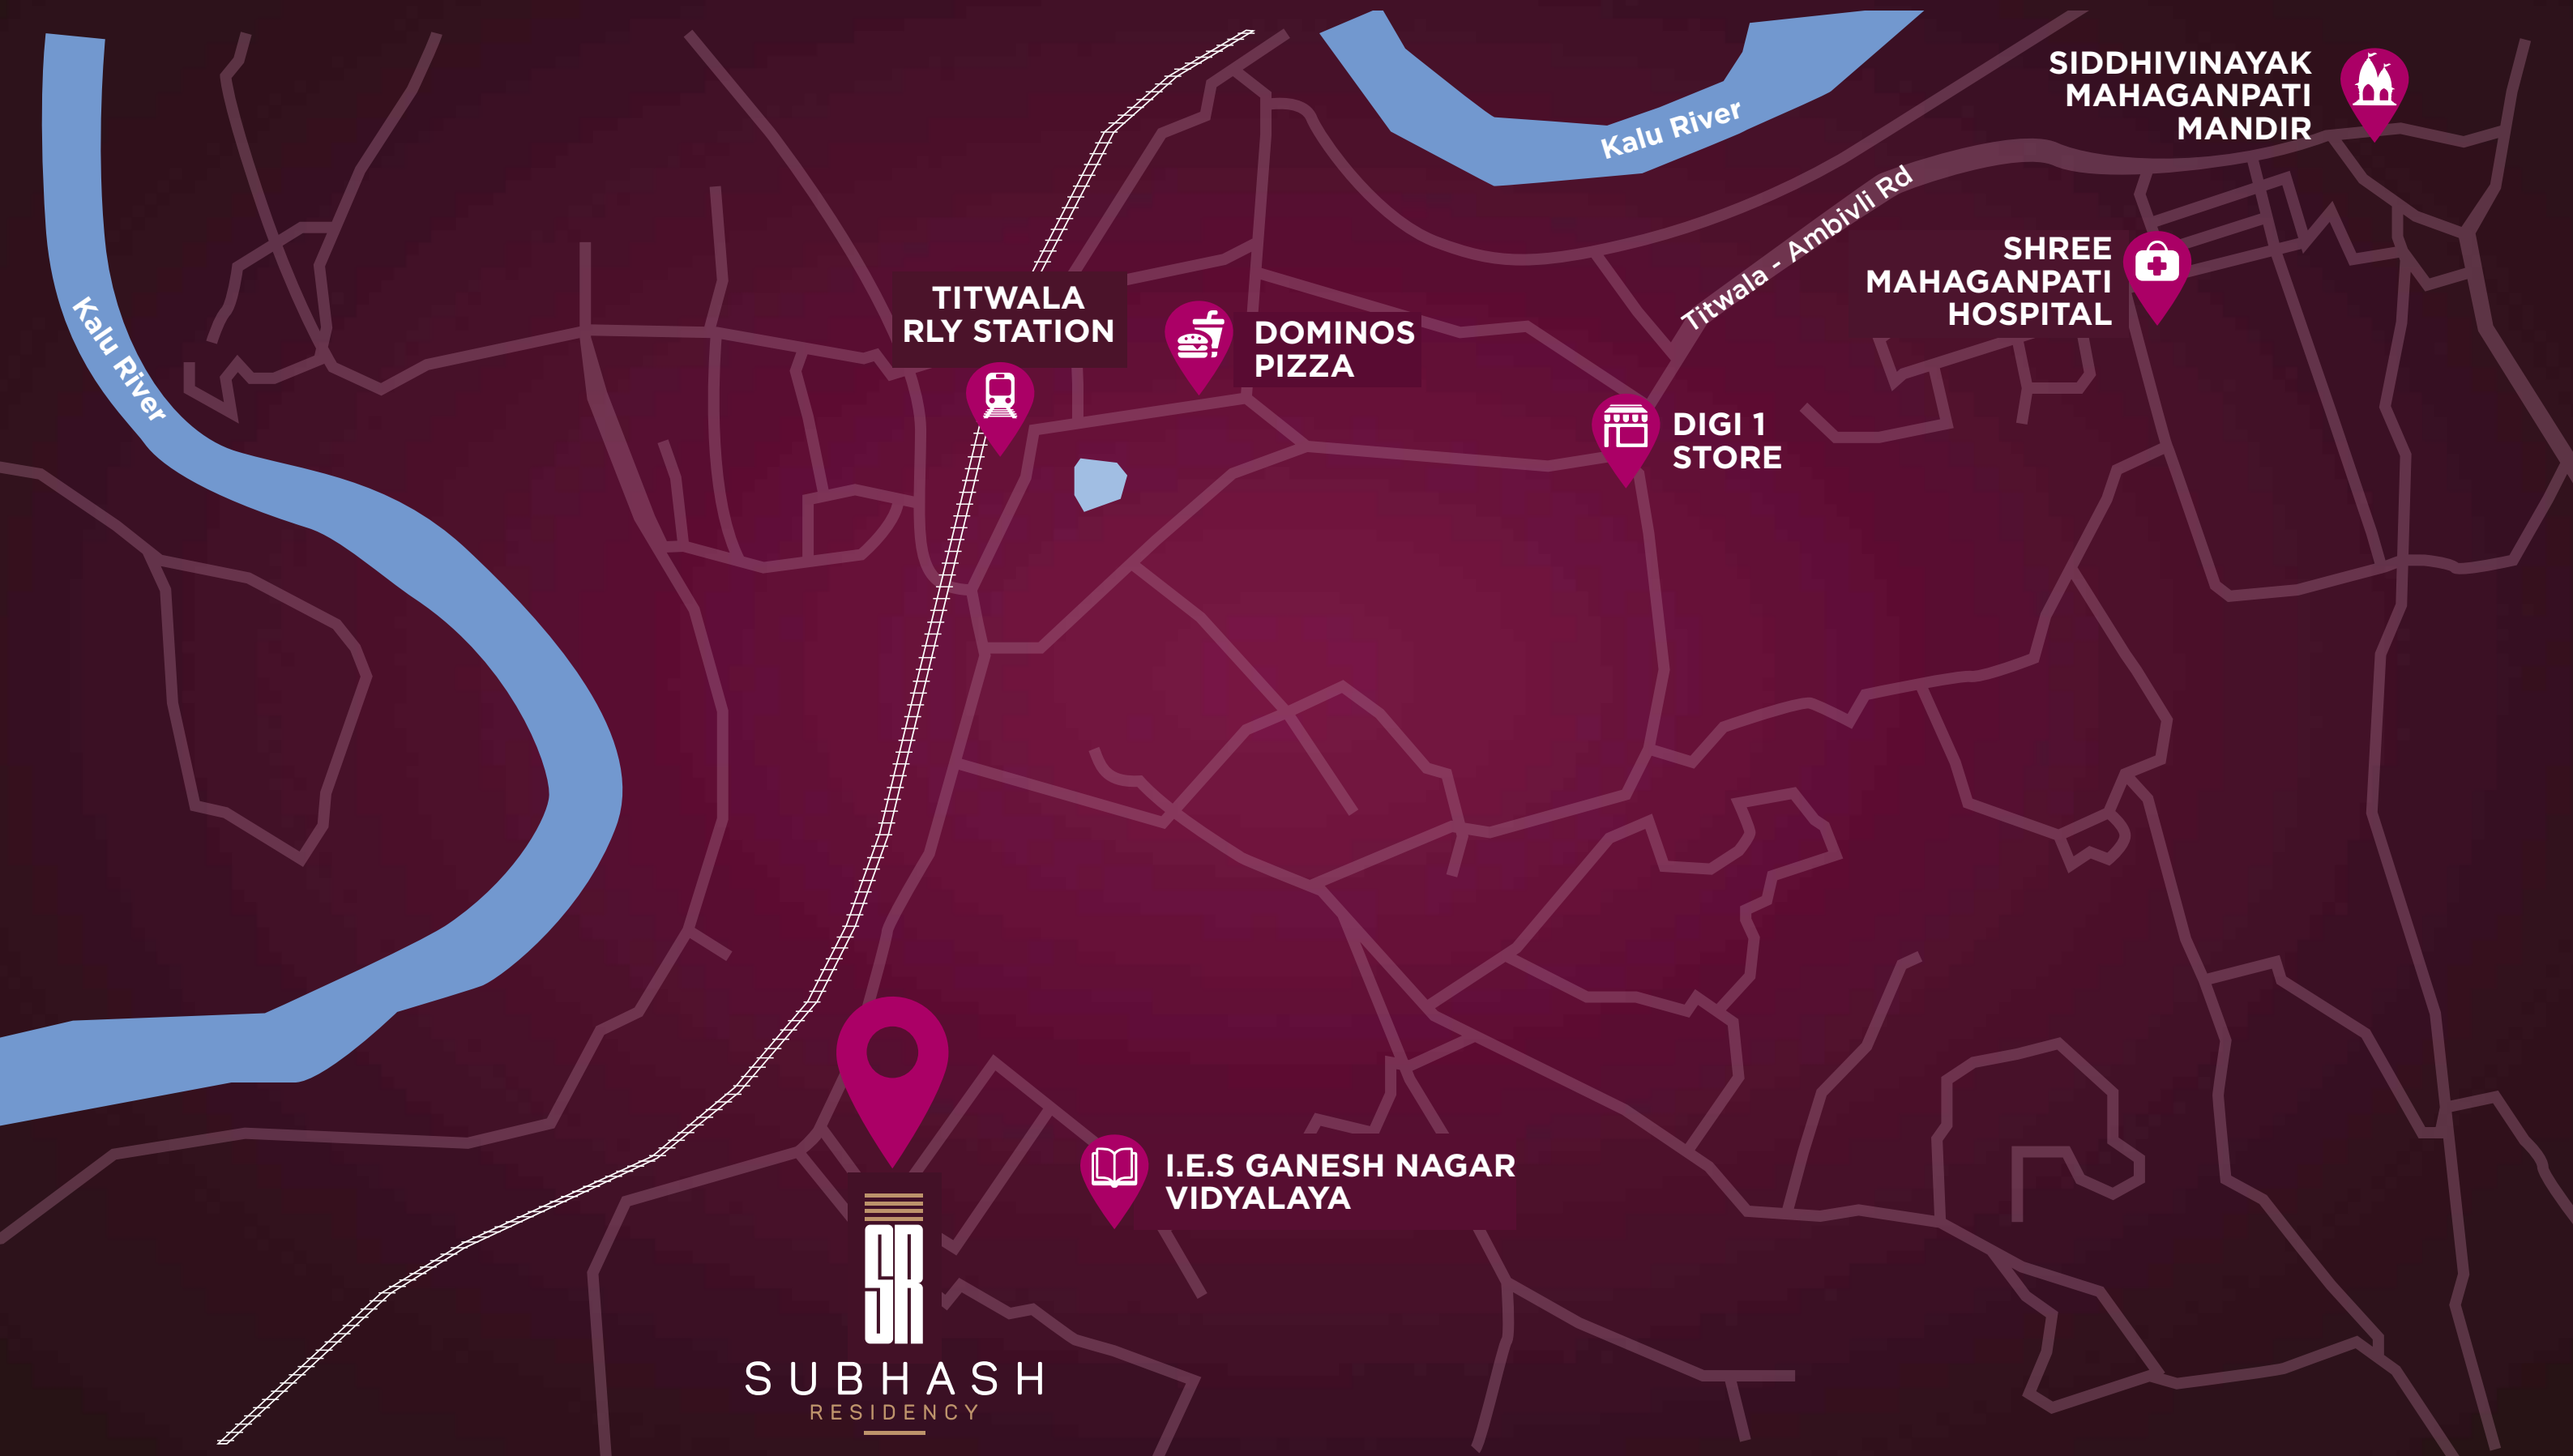 SIDDHIVINAYAK
MAHAGANPATI
MANDIR
Kalu River
Titwala - Ambivli Rd
SHREE
MAHAGANPATI
HOSPITAL
TITWALA
RLY STATION
DOMINOS
PIZZA
Kalu River
DIGI 1
STORE
I.E.S GANESH NAGAR
VIDYALAYA
SR
SUBHASH
RESIDENCY